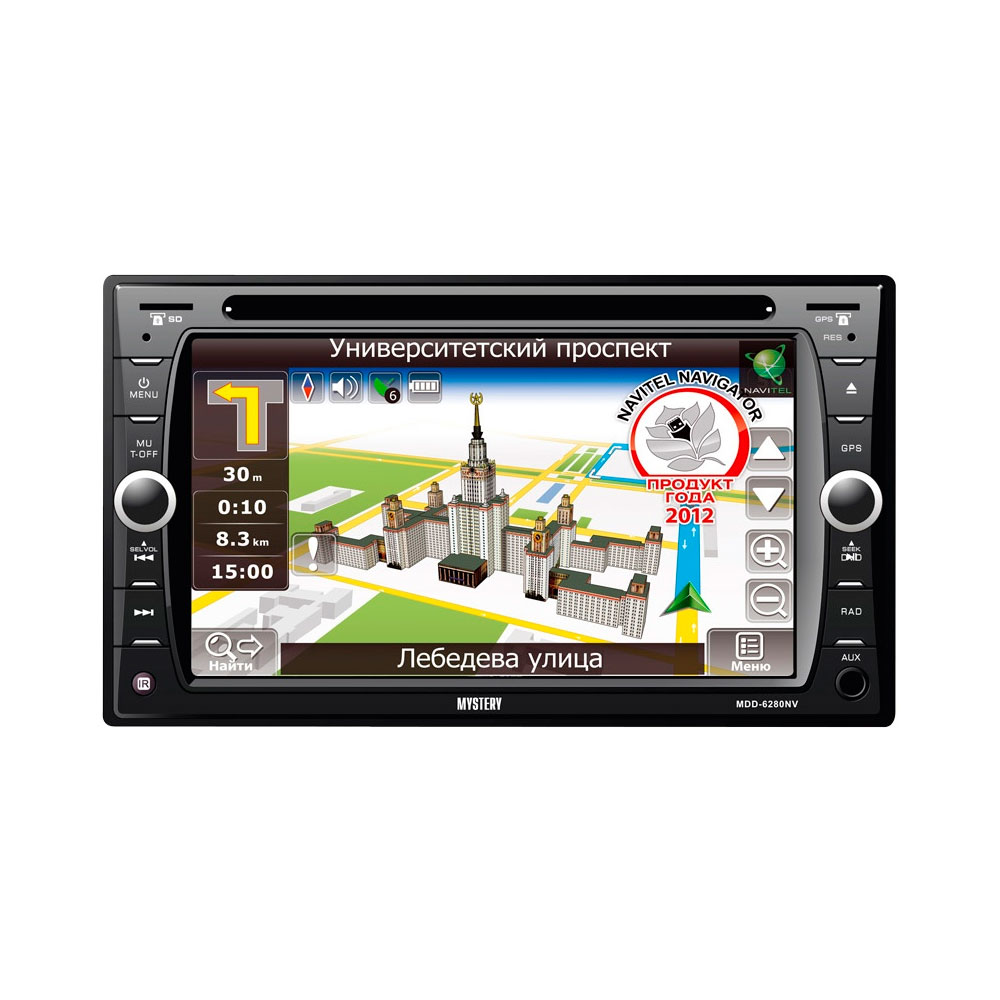 SD
GPS
RES
MENU
MU
T-OFF
SEL/VOL
IR
GPS
SEEK
RAD
AUX
Университетский проспект
NAVITEL
6
NAVITEL NAVIGATOR
ПРОДУКТ
ГОДА
2012
30 m
0:10
8.3 km
15:00
Найти
Лебедева улица
Меню
MYSTERY
MDD-6280NV